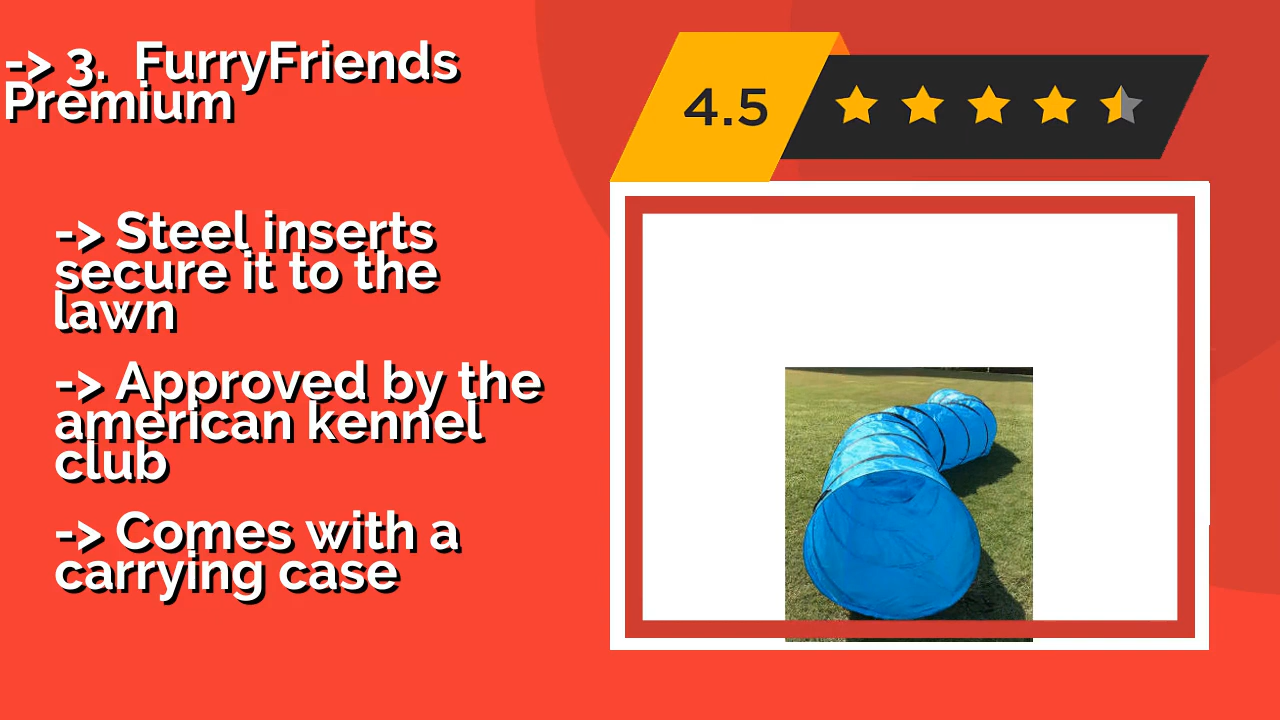 -> 3.  FurryFriends
Premium
4.5
-> Steel inserts
secure it to the
lawn
-> Approved by the
american kennel
club
-> Comes with a
carrying case